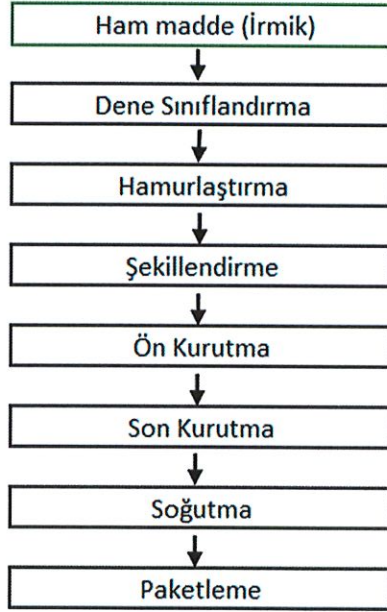 Ham madde (İrmik)
Dene Sınıflandırma
Hamurlaştırma
Şekillendirme
Ön Kurutma
Son Kurutma
Soğutma
Paketleme